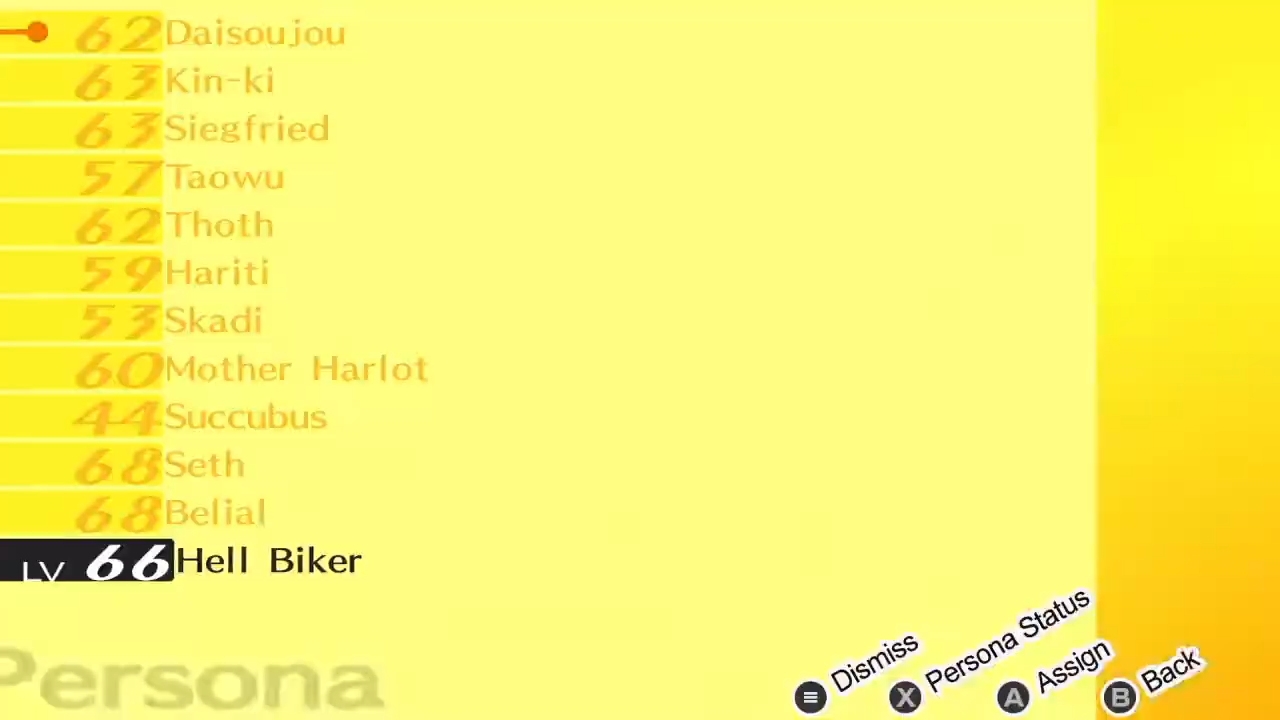 62 Daisoujou
63 Kin-ki
63 Siegfried
57 Taowu
62 Thoth
59 Hariti
53 Skadi
60 Mother Harlot
44 Succubus
68 Seth
68 Belial
LV 66 Hell Biker
Persona
Dismiss
X Persona Status
A Assign
B Back